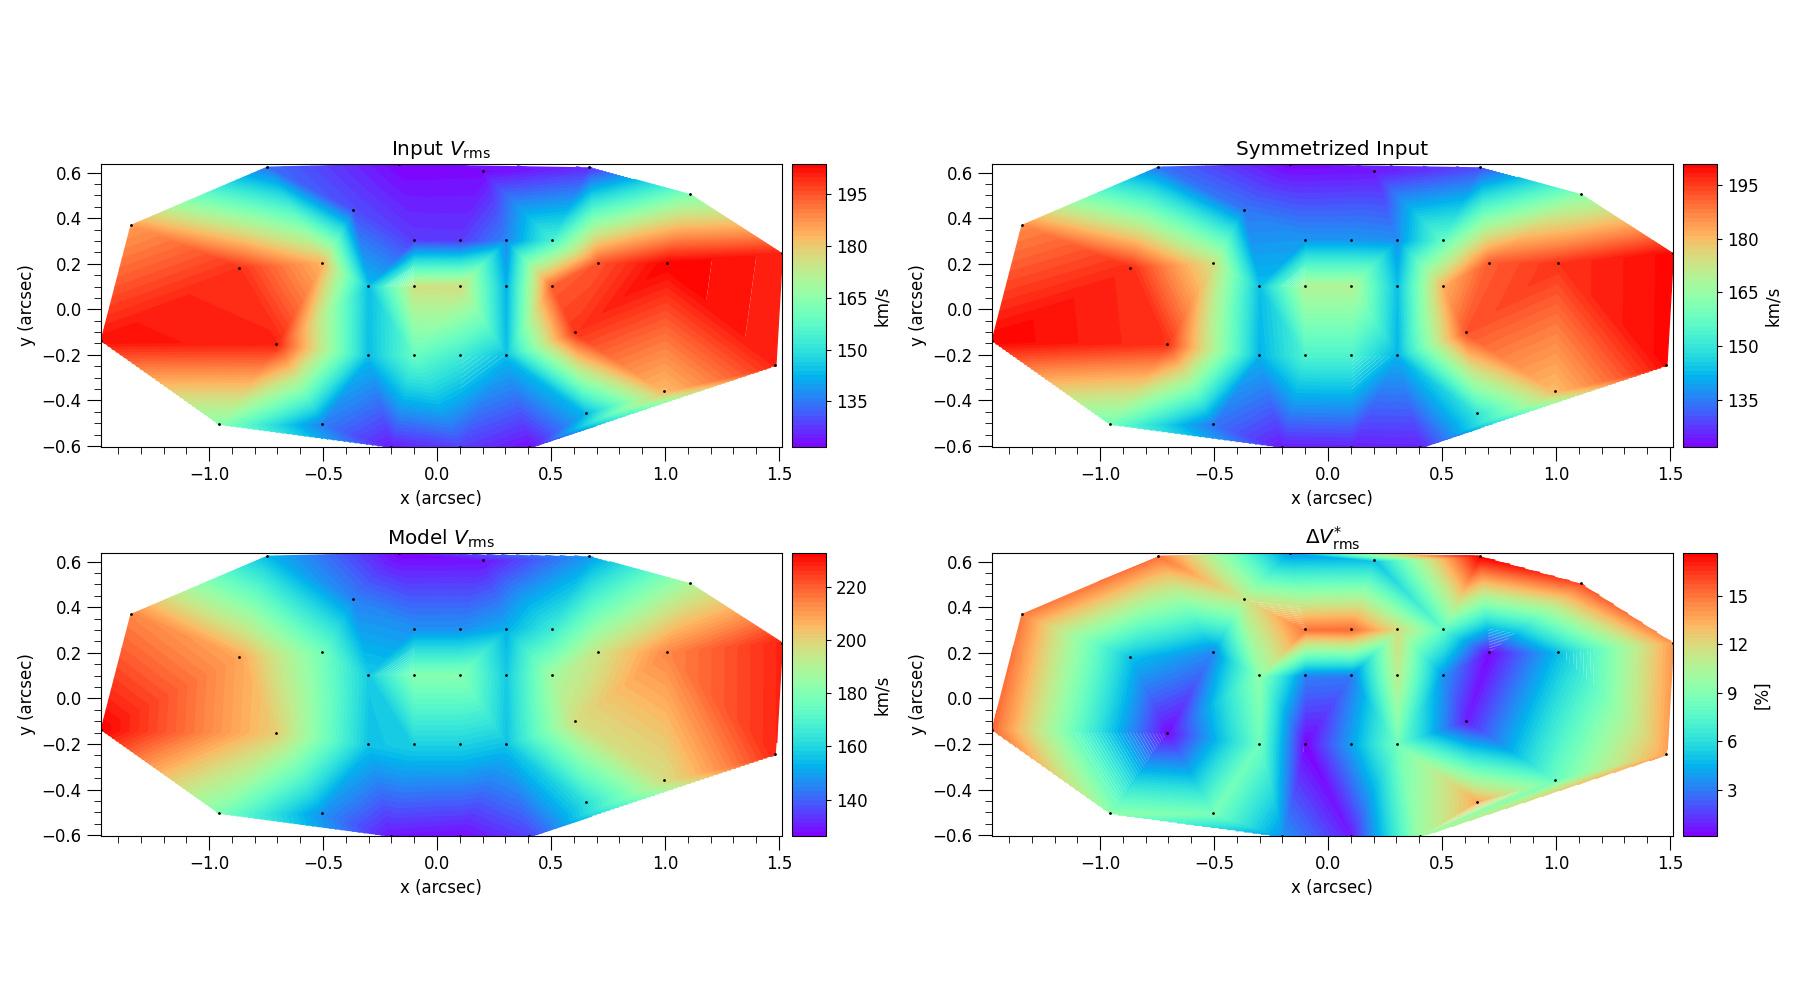 Input V_rms
0.6
0.4
0.2
0.0
−0.2
−0.4
−0.6
y (arcsec)
−1.0 −0.5 0.0 0.5 1.0 1.5
x (arcsec)
195
180
165
150
135
km/s
Symmetrized Input
0.6
0.4
0.2
0.0
−0.2
−0.4
−0.6
y (arcsec)
−1.0 −0.5 0.0 0.5 1.0 1.5
x (arcsec)
195
180
165
150
135
km/s
Model V_rms
0.6
0.4
0.2
0.0
−0.2
−0.4
−0.6
y (arcsec)
−1.0 −0.5 0.0 0.5 1.0 1.5
x (arcsec)
220
200
180
160
140
km/s
ΔV*_rms
0.6
0.4
0.2
0.0
−0.2
−0.4
−0.6
y (arcsec)
−1.0 −0.5 0.0 0.5 1.0 1.5
x (arcsec)
15
12
9
6
3
[%]